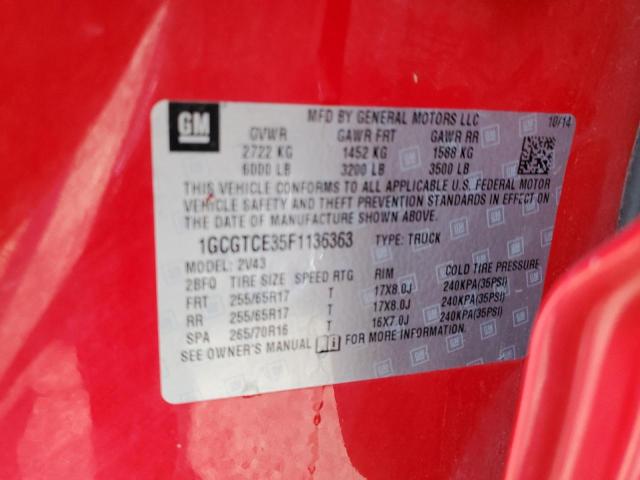 GM
MFD BY GENERAL MOTORS LLC 10/14
GVWR GAWR FRT GAWR RR
2722 KG 1452 KG 1588 KG
6000 LB 3200 LB 3500 LB
THIS VEHICLE CONFORMS TO ALL APPLICABLE U.S. FEDERAL MOTOR
VEHICLE SAFETY AND THEFT PREVENTION STANDARDS IN EFFECT ON
THE DATE OF MANUFACTURE SHOWN ABOVE.
1GCGTCE35F1136363 TYPE: TRUCK
MODEL: 2V43
2BFQ TIRE SIZE SPEED RTG RIM COLD TIRE PRESSURE
FRT 255/65R17 T 17X8.0J 240KPA(35PSI)
RR 255/65R17 T 17X8.0J 240KPA(35PSI)
SPA 265/70R16 T 16X7.0J 240KPA(35PSI)
SEE OWNER'S MANUAL FOR MORE INFORMATION.